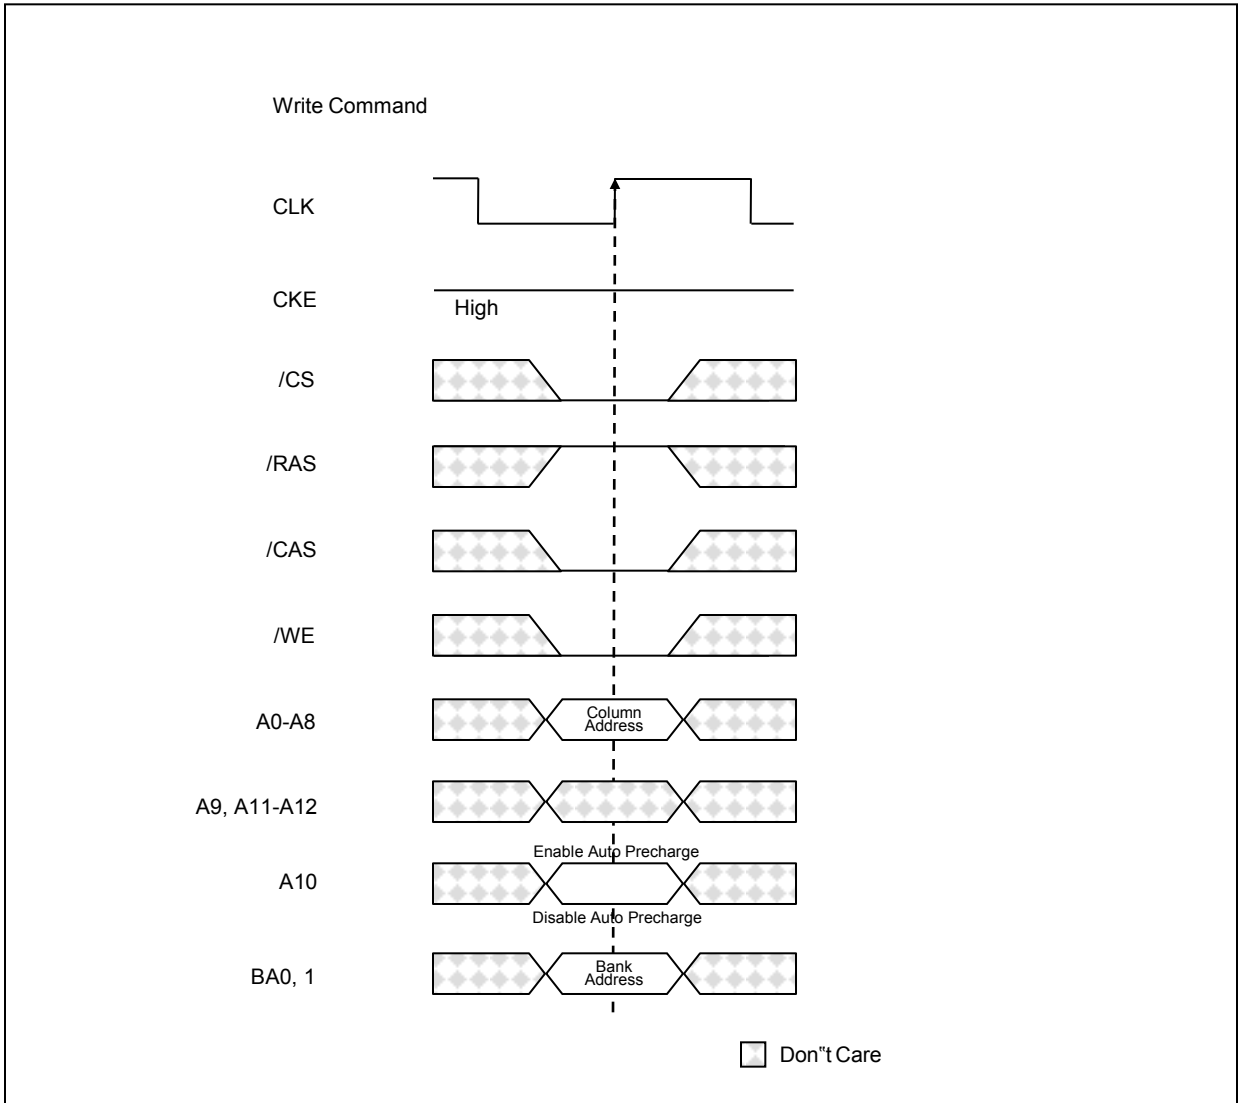 Write Command
CLK
CKE
High
/CS
/RAS
/CAS
/WE
A0-A8
Column
Address
A9, A11-A12
Enable Auto Precharge
A10
Disable Auto Precharge
BA0, 1
Bank
Address
Don‟t Care